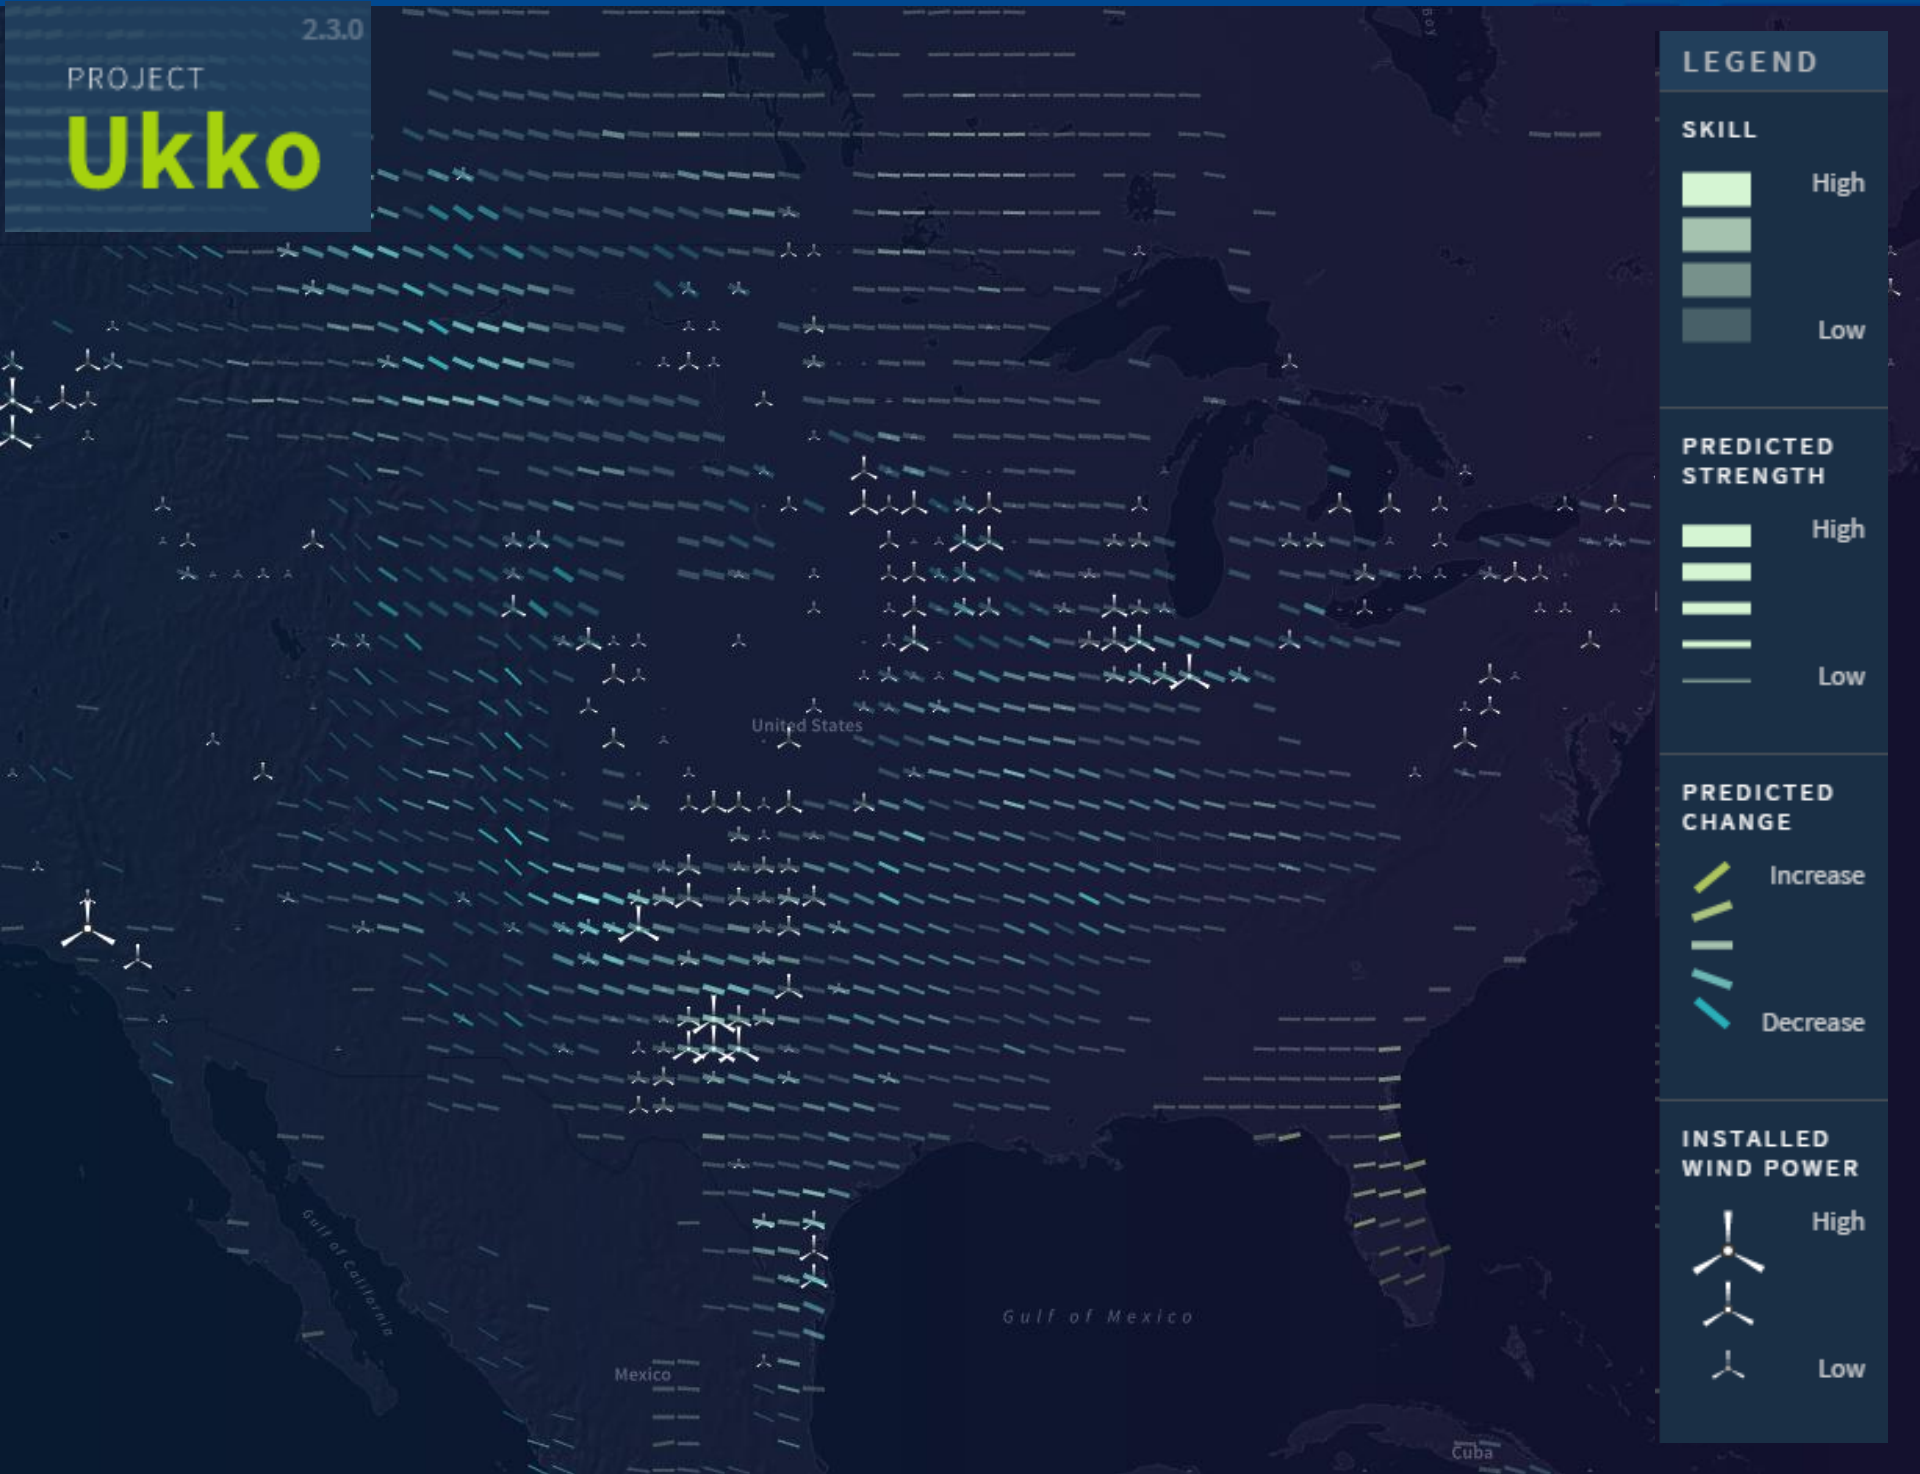 2.3.0
PROJECT
Ukko
LEGEND
SKILL
High
Low
PREDICTED
STRENGTH
High
Low
PREDICTED
CHANGE
Increase
Decrease
INSTALLED
WIND POWER
High
Low
United States
Gulf of California
Gulf of Mexico
Mexico
Cuba